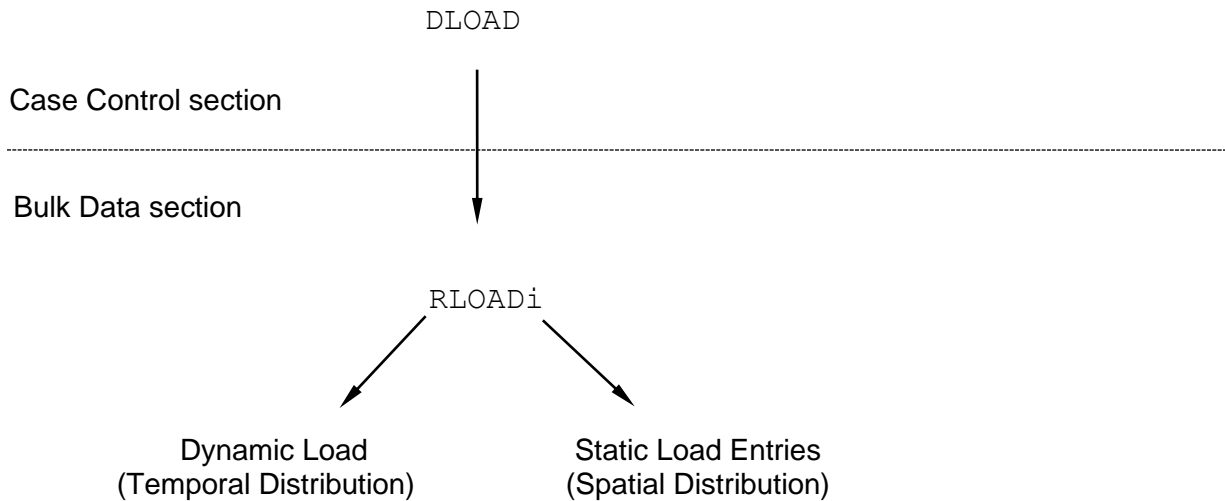 DLOAD
Case Control section
Bulk Data section
RLOADi
Dynamic Load
(Temporal Distribution)
Static Load Entries
(Spatial Distribution)